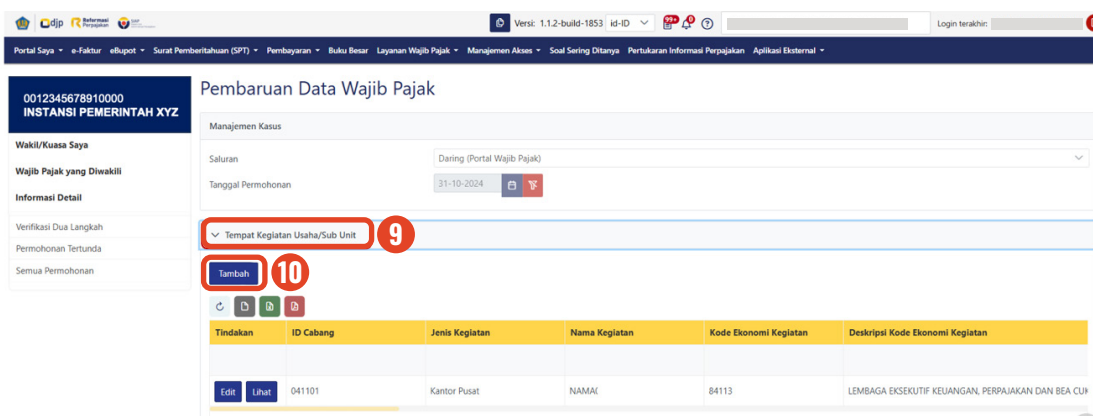 djp Reformasi Perpajakan
Versi: 1.1.2-build-1853 id-ID 99+ Login terakhir:
Portal Saya e-Faktur eBupot Surat Pemberitahuan (SPT) Pembayaran Buku Besar Layanan Wajib Pajak Manajemen Akses Soal Sering Ditanya Pertukaran Informasi Perpajakan Aplikasi Eksternal
0012345678910000
INSTANSI PEMERINTAH XYZ
Wakil/Kuasa Saya
Wajib Pajak yang Diwakili
Informasi Detail
Verifikasi Dua Langkah
Permohonan Tertunda
Semua Permohonan
Pembaruan Data Wajib Pajak
Manajemen Kasus
Saluran Daring (Portal Wajib Pajak)
Tanggal Permohonan 31-10-2024
Tempat Kegiatan Usaha/Sub Unit 9
Tambah 10
Tindakan ID Cabang Jenis Kegiatan Nama Kegiatan Kode Ekonomi Kegiatan Deskripsi Kode Ekonomi Kegiatan
Edit Lihat 041101 Kantor Pusat NAMA 84113 LEMBAGA EKSEKUTIF KEUANGAN, PERPAJAKAN DAN BEA CUK